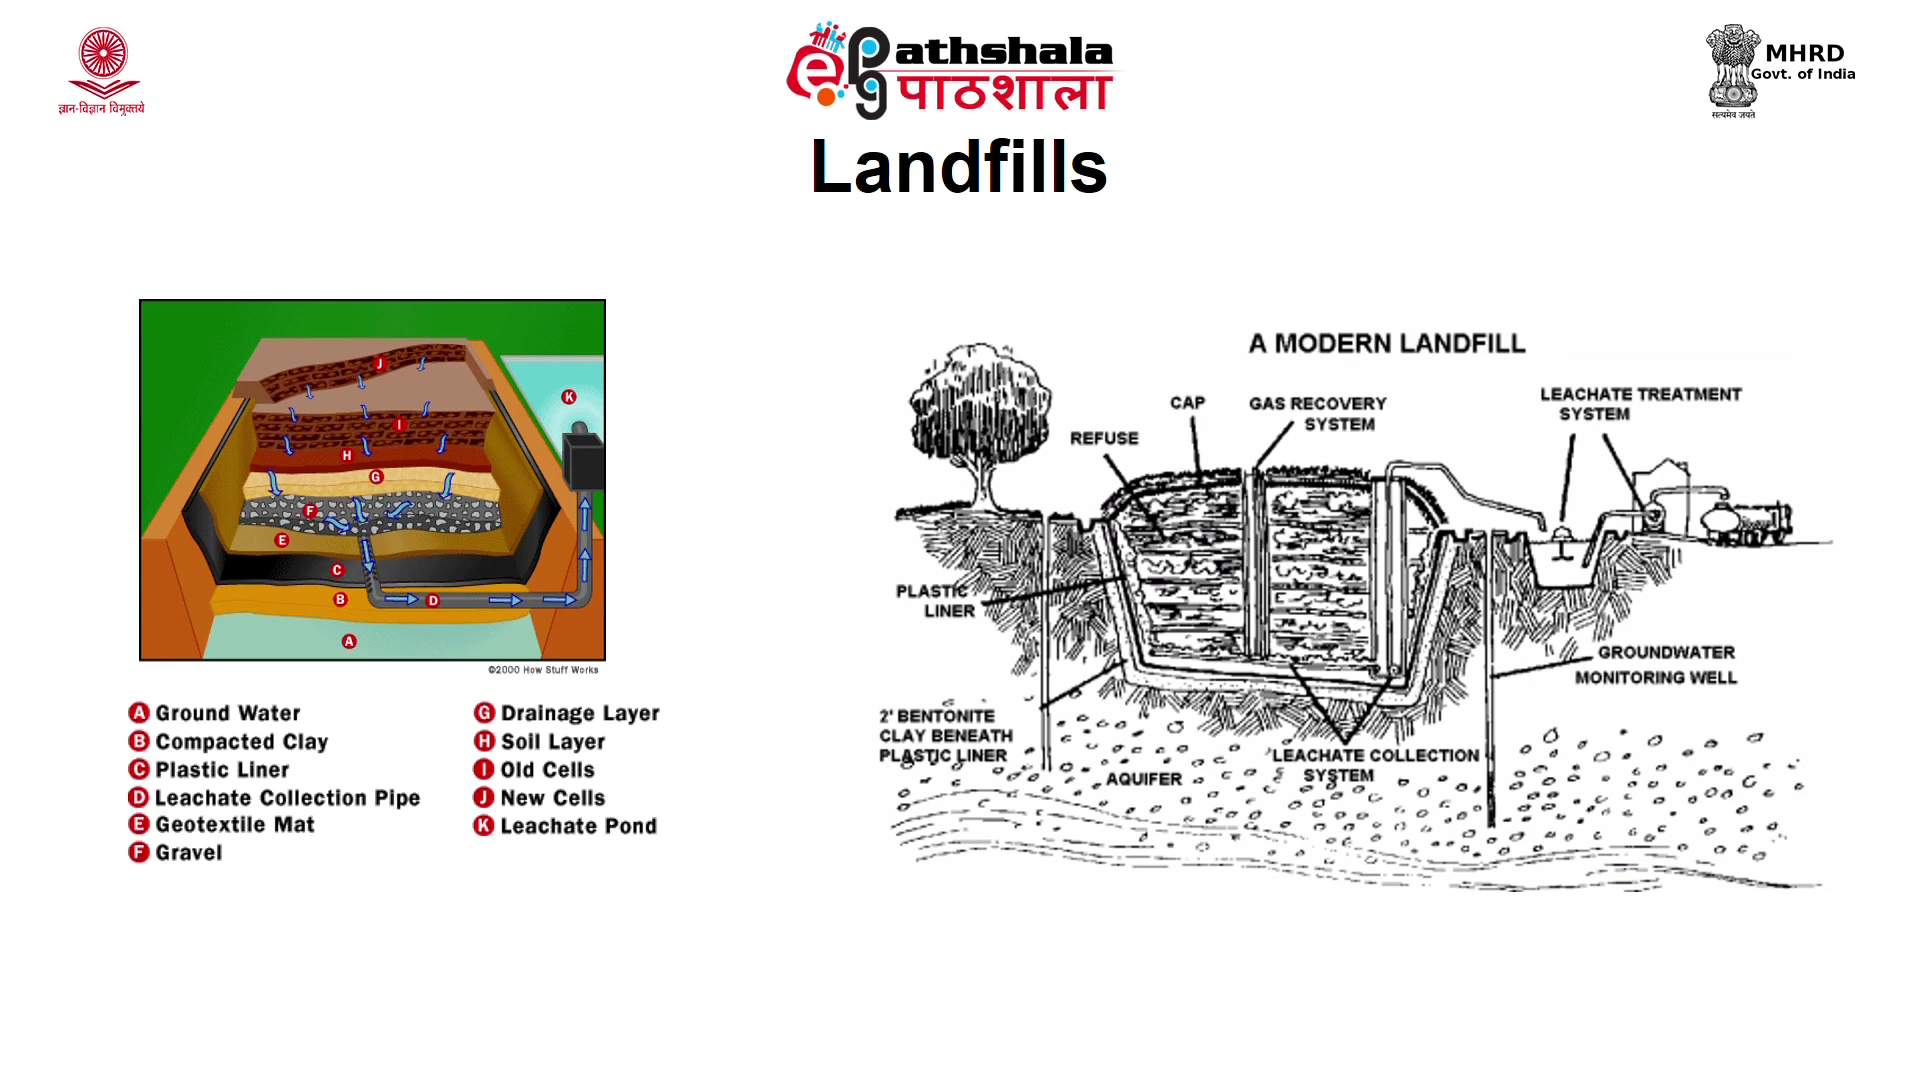 ज्ञान-विज्ञान विमुक्तये
e pg athshala
पाठशाला
MHRD
Govt. of India
सत्यमेव जयते
Landfills
J
K
I
H
G
F
E
C
B
D
A
©2000 How Stuff Works
A Ground Water
B Compacted Clay
C Plastic Liner
D Leachate Collection Pipe
E Geotextile Mat
F Gravel
G Drainage Layer
H Soil Layer
I Old Cells
J New Cells
K Leachate Pond
A MODERN LANDFILL
CAP
GAS RECOVERY
SYSTEM
LEACHATE TREATMENT
SYSTEM
REFUSE
PLASTIC
LINER
GROUNDWATER
MONITORING WELL
2' BENTONITE
CLAY BENEATH
PLASTIC LINER
AQUIFER
LEACHATE COLLECTION
SYSTEM